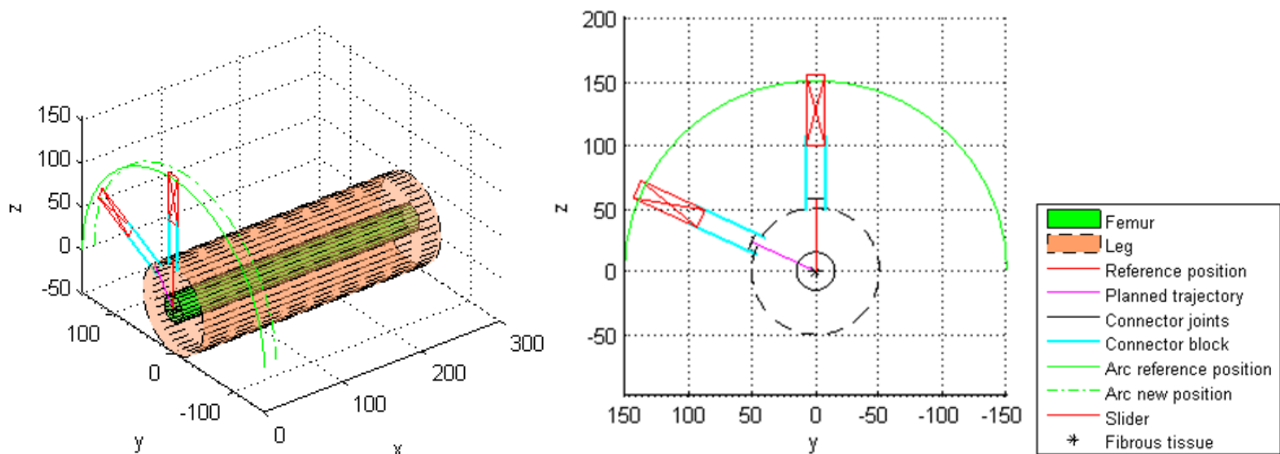 150
100
50
0
-50
z
100
0
-100
y
0
100
200
300
x
200
150
100
50
0
-50
z
150
100
50
0
-50
-100
-150
y
Femur
Leg
Reference position
Planned trajectory
Connector joints
Connector block
Arc reference position
Arc new position
Slider
Fibrous tissue